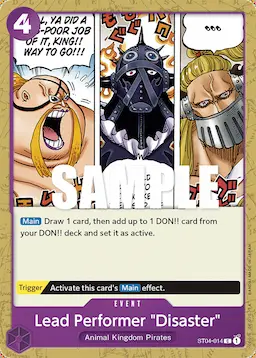 4
L, YA DID A
-POOR JOB
OF IT, KING!!
WAY TO GO!!!
SAMPLE
Main Draw 1 card, then add up to 1 DON!! card from
your DON!! deck and set it as active.
Trigger Activate this card's Main effect.
EVENT
Lead Performer "Disaster"
Animal Kingdom Pirates
ST04-014 C